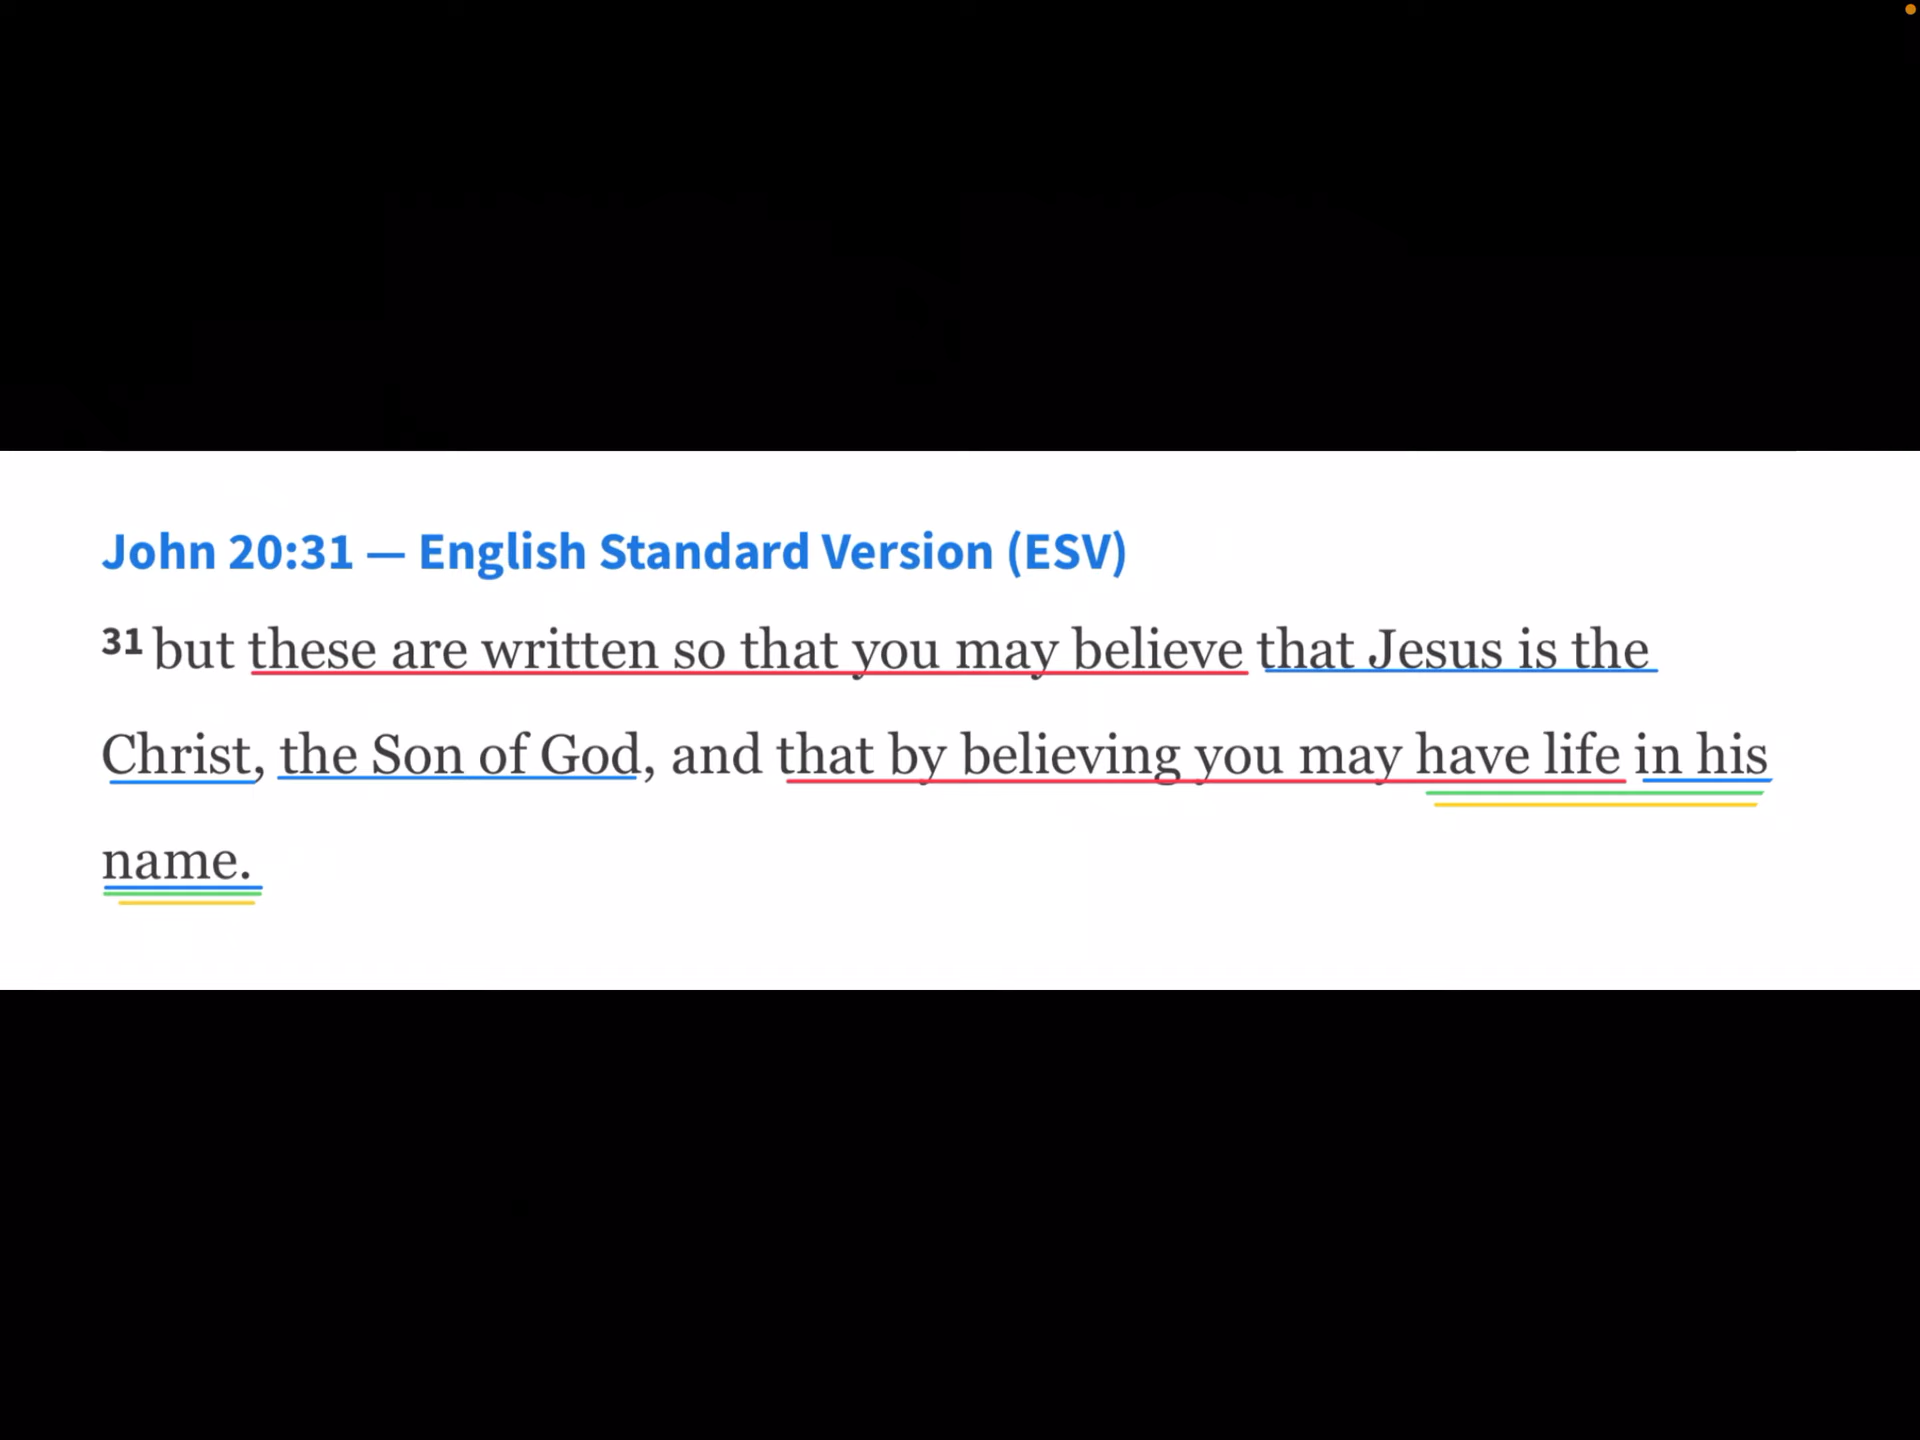 John 20:31 — English Standard Version (ESV)
31 but these are written so that you may believe that Jesus is the
Christ, the Son of God, and that by believing you may have life in his
name.